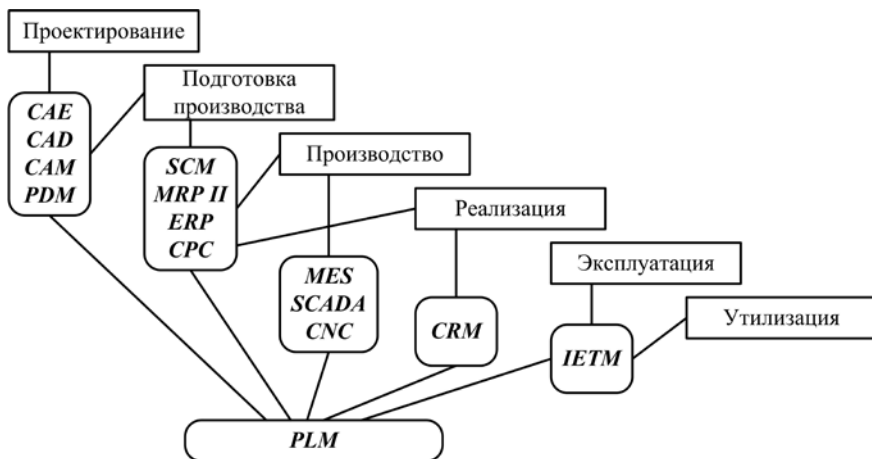 Проектирование
Подготовка
производства
CAE
CAD
CAM
PDM
Производство
SCM
MRP II
ERP
CPC
Реализация
Эксплуатация
MES
SCADA
CNC
CRM
Утилизация
IETM
PLM